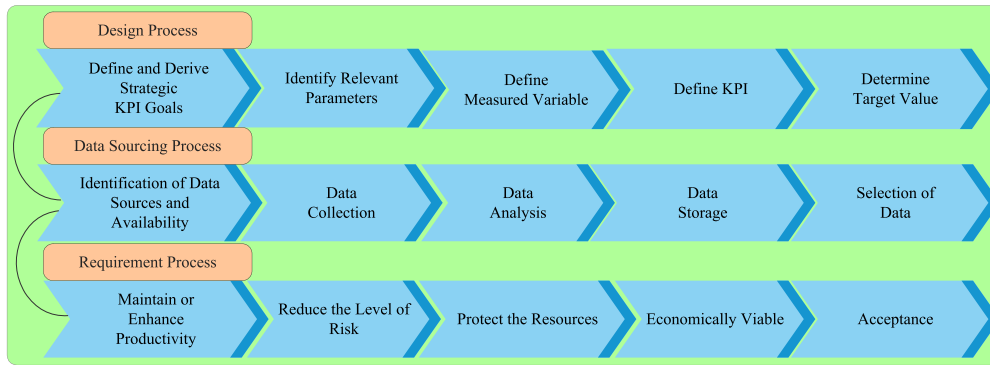 Design Process
Define and Derive
Strategic
KPI Goals
Identify Relevant
Parameters
Define
Measured Variable
Define KPI
Determine
Target Value
Data Sourcing Process
Identification of Data
Sources and
Availability
Data
Collection
Data
Analysis
Data
Storage
Selection of
Data
Requirement Process
Maintain or
Enhance
Productivity
Reduce the Level of
Risk
Protect the Resources
Economically Viable
Acceptance